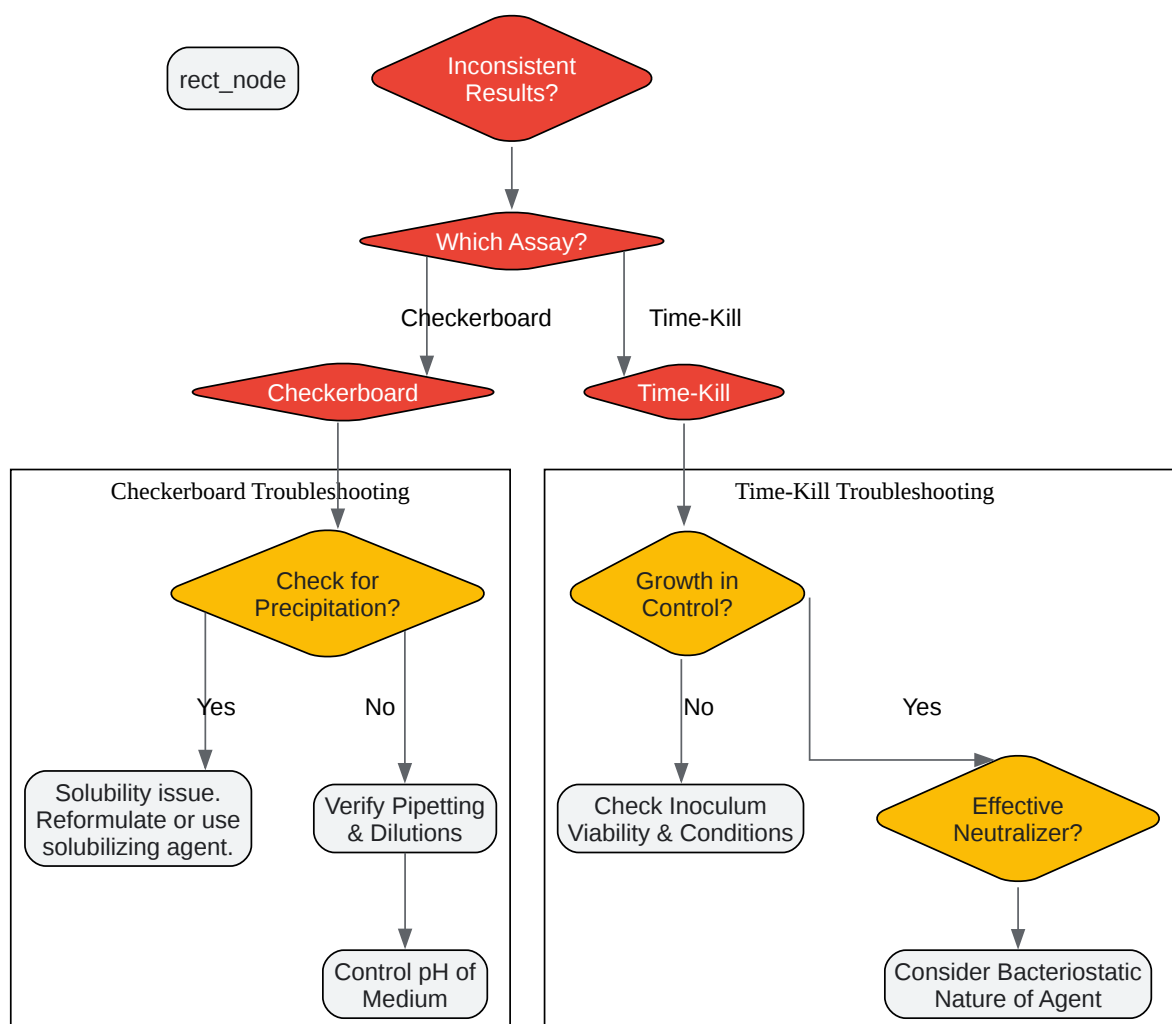 rect_node
Inconsistent
Results?
Which Assay?
Checkerboard
Time-Kill
Checkerboard
Time-Kill
Checkerboard Troubleshooting
Time-Kill Troubleshooting
Check for
Precipitation?
Growth in
Control?
Yes
No
No
Yes
Solubility issue.
Reformulate or use
solubilizing agent.
Verify Pipetting
& Dilutions
Check Inoculum
Viability & Conditions
Effective
Neutralizer?
Control pH of
Medium
Consider Bacteriostatic
Nature of Agent